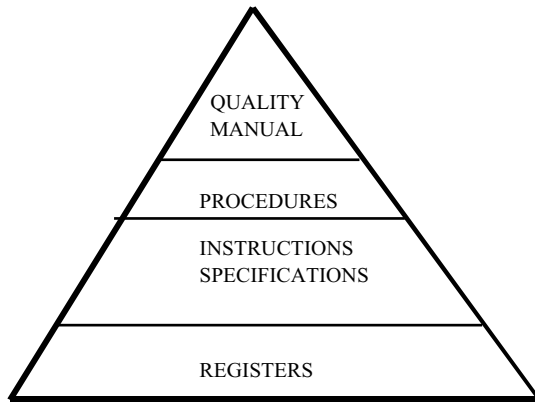 QUALITY
MANUAL
PROCEDURES
INSTRUCTIONS
SPECIFICATIONS
REGISTERS